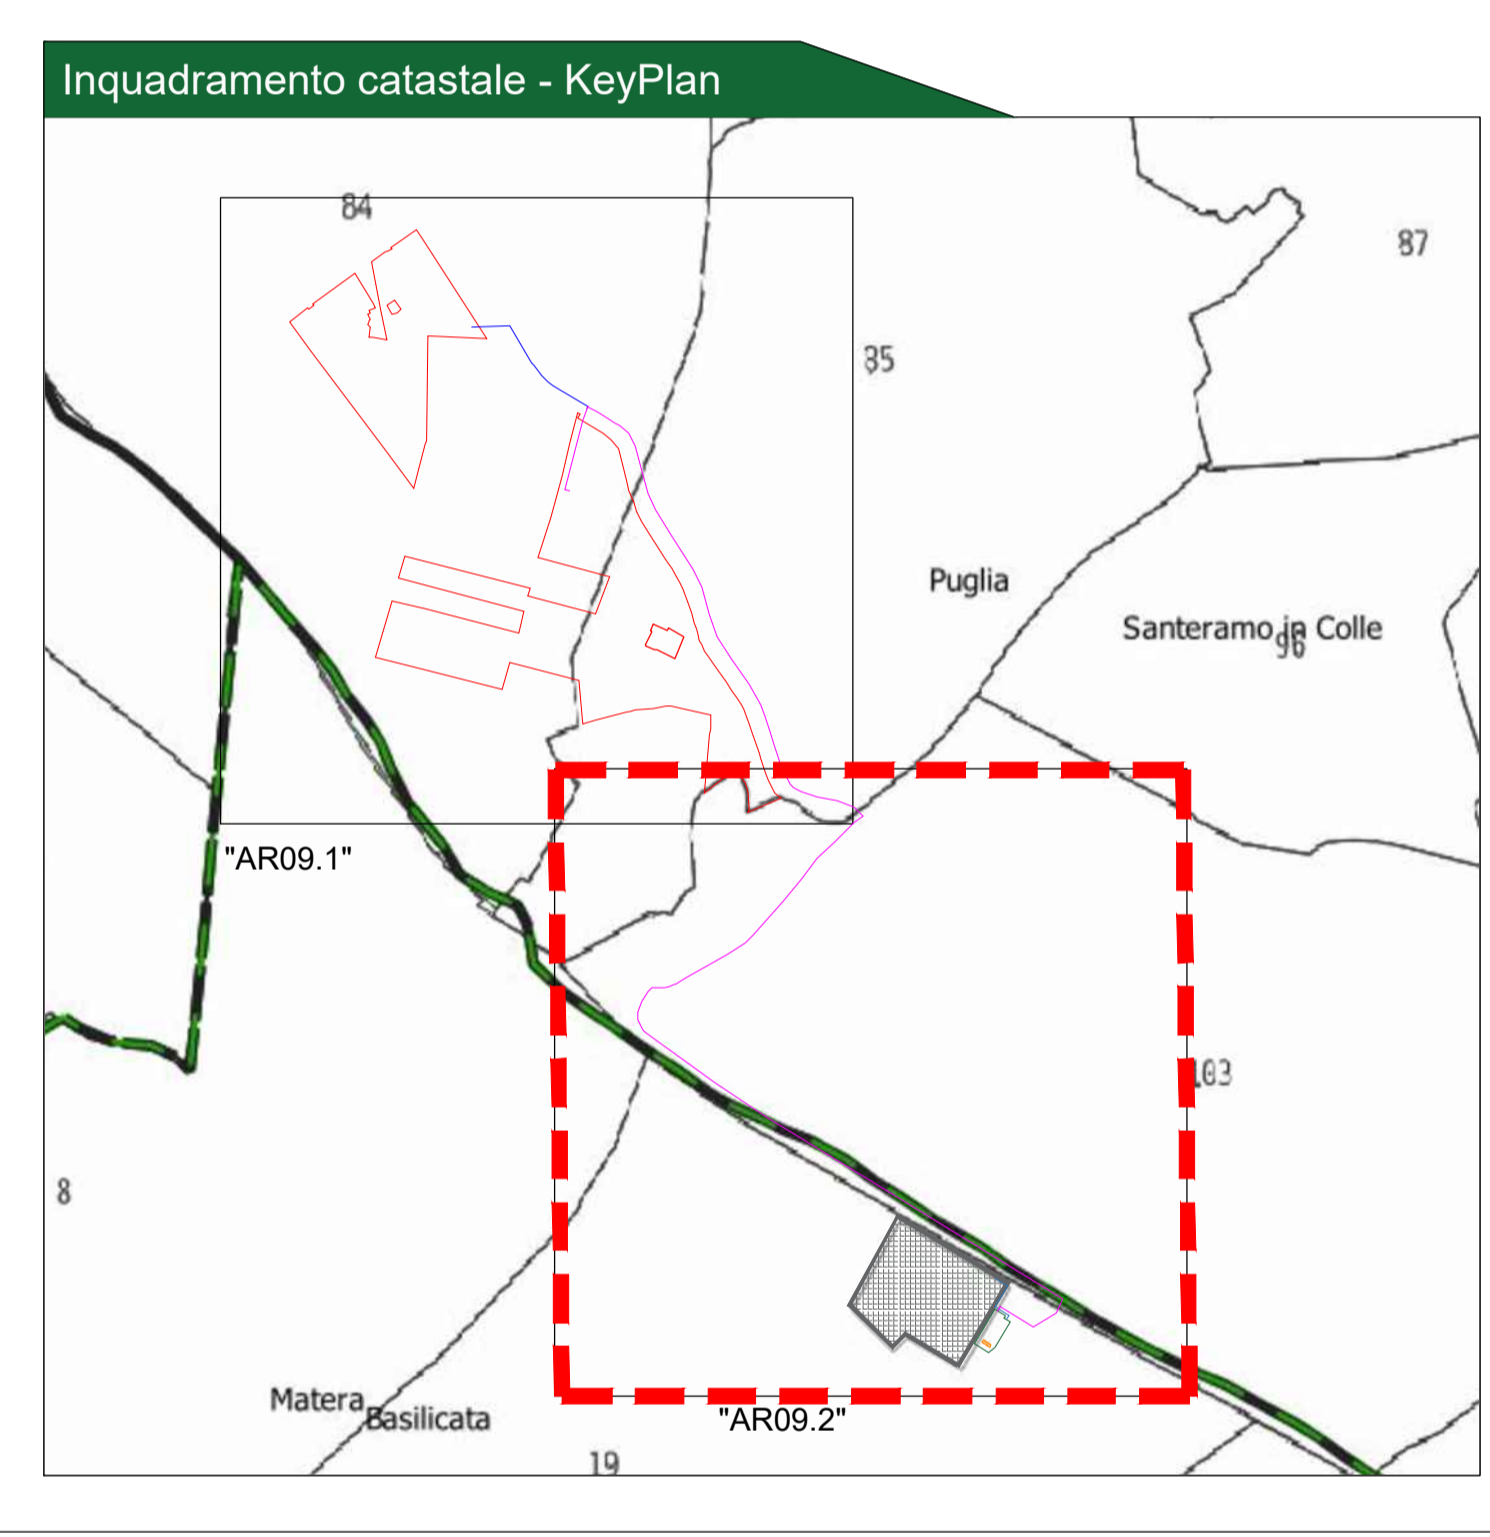 Inquadramento catastale - KeyPlan
84
87
85
Puglia
Santeramo in Colle
96
"AR09.1"
103
8
Matera
Basilicata
"AR09.2"
19